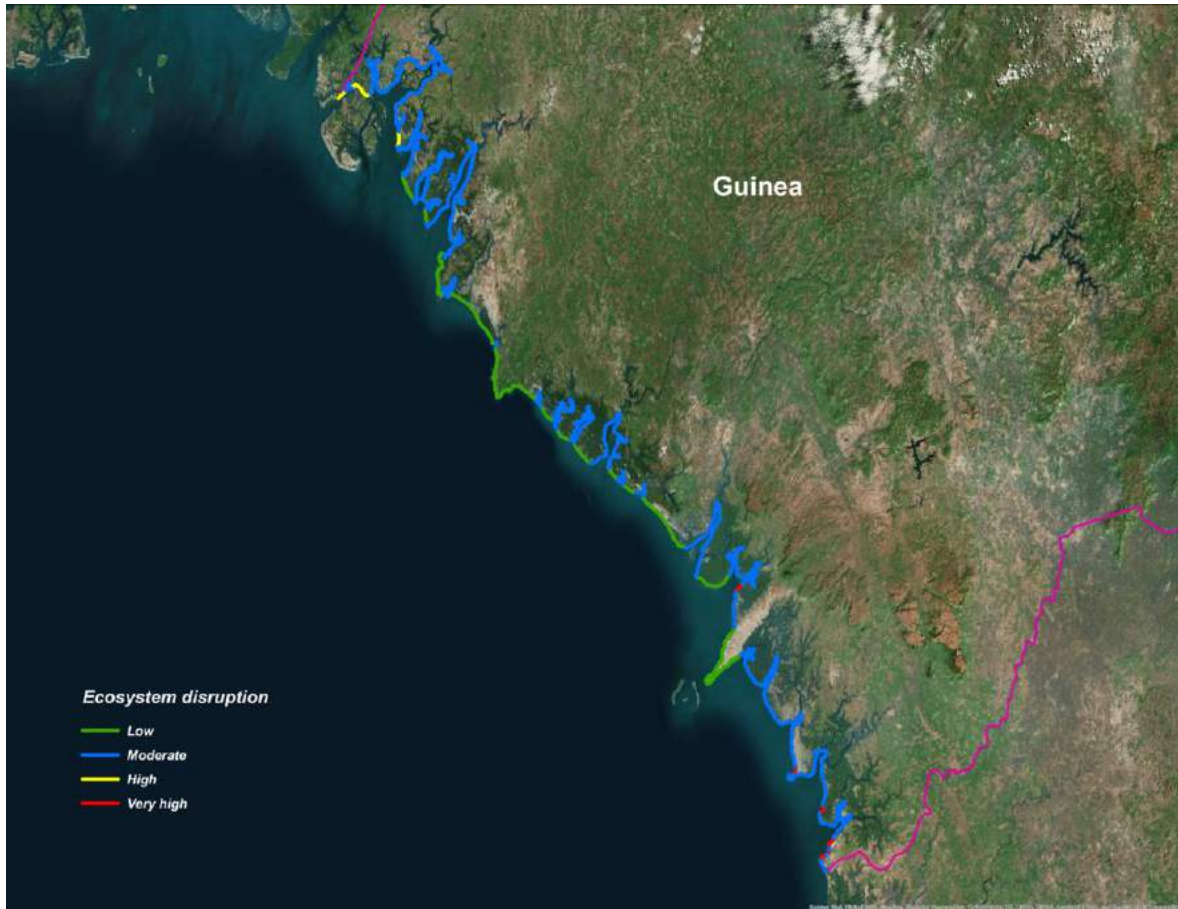 Guinea
Ecosystem disruption
Low
Moderate
High
Very high